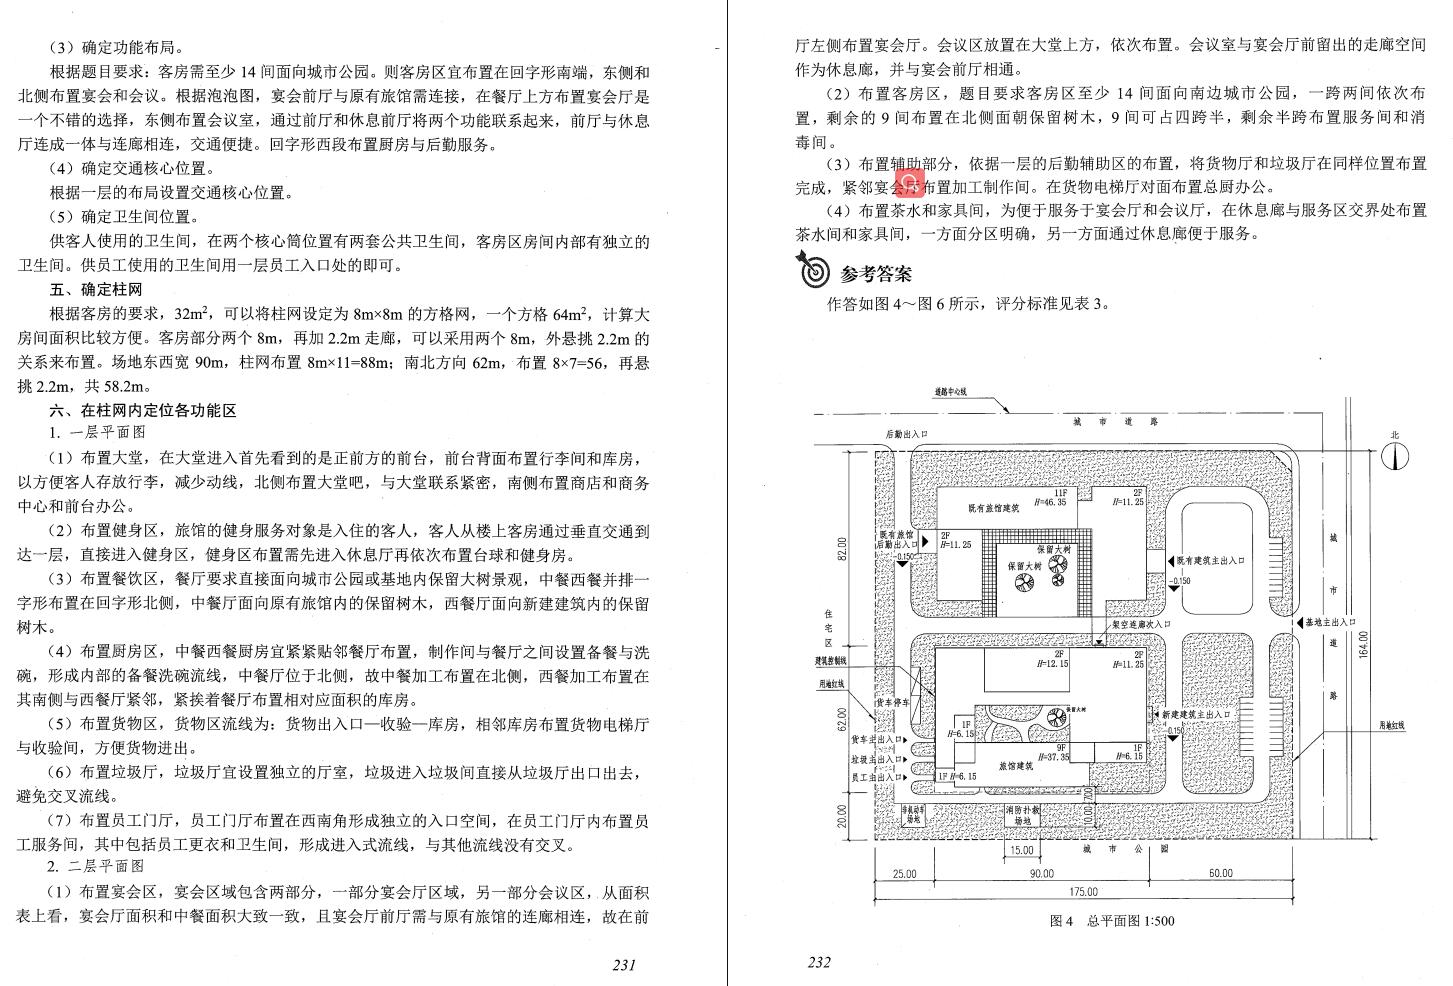 （3）确定功能布局。
根据题目要求：客房需至少 14 间面向城市公园。则客房区宜布置在回字形南端，东侧和
北侧布置宴会和会议。根据泡泡图，宴会前厅与原有旅馆需连接，在餐厅上方布置宴会厅是
一个不错的选择，东侧布置会议室，通过前厅和休息前厅将两个功能联系起来，前厅与休息
厅连成一体与连廊相连，交通便捷。回字形西段布置厨房与后勤服务。
（4）确定交通核心位置。
根据一层的布局设置交通核心位置。
（5）确定卫生间位置。
供客人使用的卫生间，在两个核心筒位置有两套公共卫生间，客房区房间内部有独立的
卫生间。供员工使用的卫生间用一层员工入口处的即可。
五、确定柱网
根据客房的要求，32m²，可以将柱网设定为 8m×8m 的方格网，一个方格 64m²，计算大
房间面积比较方便。客房部分两个 8m，再加 2.2m 走廊，可以采用两个 8m，外悬挑 2.2m 的
关系来布置。场地东西宽 90m，柱网布置 8m×11=88m；南北方向 62m，布置 8×7=56，再悬
挑 2.2m，共 58.2m。
六、在柱网内定位各功能区
1. 一层平面图
（1）布置大堂，在大堂进入首先看到的是正前方的前台，前台背面布置行李间和库房，
以方便客人存放行李，减少动线，北侧布置大堂吧，与大堂联系紧密，南侧布置商店和商务
中心和前台办公。
（2）布置健身区，旅馆的健身服务对象是入住的客人，客人从楼上客房通过垂直交通到
达一层，直接进入健身区，健身区布置需先进入休息厅再依次布置台球和健身房。
（3）布置餐饮区，餐厅要求直接面向城市公园或基地内保留大树景观，中餐西餐并排一
字形布置在回字形北侧，中餐厅面向原有旅馆内的保留树木，西餐厅面向新建建筑内的保留
树木。
（4）布置厨房区，中餐西餐厨房宜紧紧贴邻餐厅布置，制作间与餐厅之间设置备餐与洗
碗，形成内部的备餐洗碗流线，中餐厅位于北侧，故中餐加工布置在北侧，西餐加工布置在
其南侧与西餐厅紧邻，紧挨着餐厅布置相对应面积的库房。
（5）布置货物区，货物区流线为：货物出入口—收验—库房，相邻库房布置货物电梯厅
与收验间，方便货物进出。
（6）布置垃圾厅，垃圾厅宜设置独立的厅室，垃圾进入垃圾间直接从垃圾厅出口出去，
避免交叉流线。
（7）布置员工门厅，员工门厅布置在西南角形成独立的入口空间，在员工门厅内布置员
工服务间，其中包括员工更衣和卫生间，形成进入式流线，与其他流线没有交叉。
2. 二层平面图
（1）布置宴会区，宴会区域包含两部分，一部分宴会厅区域，另一部分会议区，从面积
表上看，宴会厅面积和中餐面积大致一致，且宴会厅前厅需与原有旅馆的连廊相连，故在前
231
厅左侧布置宴会厅。会议区放置在大堂上方，依次布置。会议室与宴会厅前留出的走廊空间
作为休息廊，并与宴会前厅相通。
（2）布置客房区，题目要求客房区至少 14 间面向南边城市公园，一跨两间依次布
置，剩余的 9 间布置在北侧面朝保留树木，9 间可占四跨半，剩余半跨布置服务间和消
毒间。
（3）布置辅助部分，依据一层的后勤辅助区的布置，将货物厅和垃圾厅在同样位置布置
完成，紧邻宴会厅布置加工制作间。在货物电梯厅对面布置总厨办公。
（4）布置茶水和家具间，为便于服务于宴会厅和会议厅，在休息廊与服务区交界处布置
茶水间和家具间，一方面分区明确，另一方面通过休息廊便于服务。
参考答案
作答如图 4～图 6 所示，评分标准见表 3。
道路中心线
城市道路
后勤出入口
北
11F
H=46.35
2F
H=11.25
既有旅馆建筑
既有旅馆
后勤出入口
-0.150
2F
H=11.25
保留大树
保留大树
既有建筑主出入口
-0.150
82.00
城市道路
住宅区
架空连廊次入口
基地主出入口
164.00
建筑控制线
2F
H=12.15
2F
H=11.25
用地红线
货车停车
保留大树
新建建筑主出入口
0.150
用地红线
62.00
1F
H=6.15
货车主出入口
垃圾主出入口
员工主出入口
9F
H=37.35
1F
H=6.15
旅馆建筑
1F H=6.15
非机动车
场地
消防扑救
场地
20.00
10.00
7.00
15.00
城市公园
25.00
90.00
60.00
175.00
图 4 总平面图 1:500
232